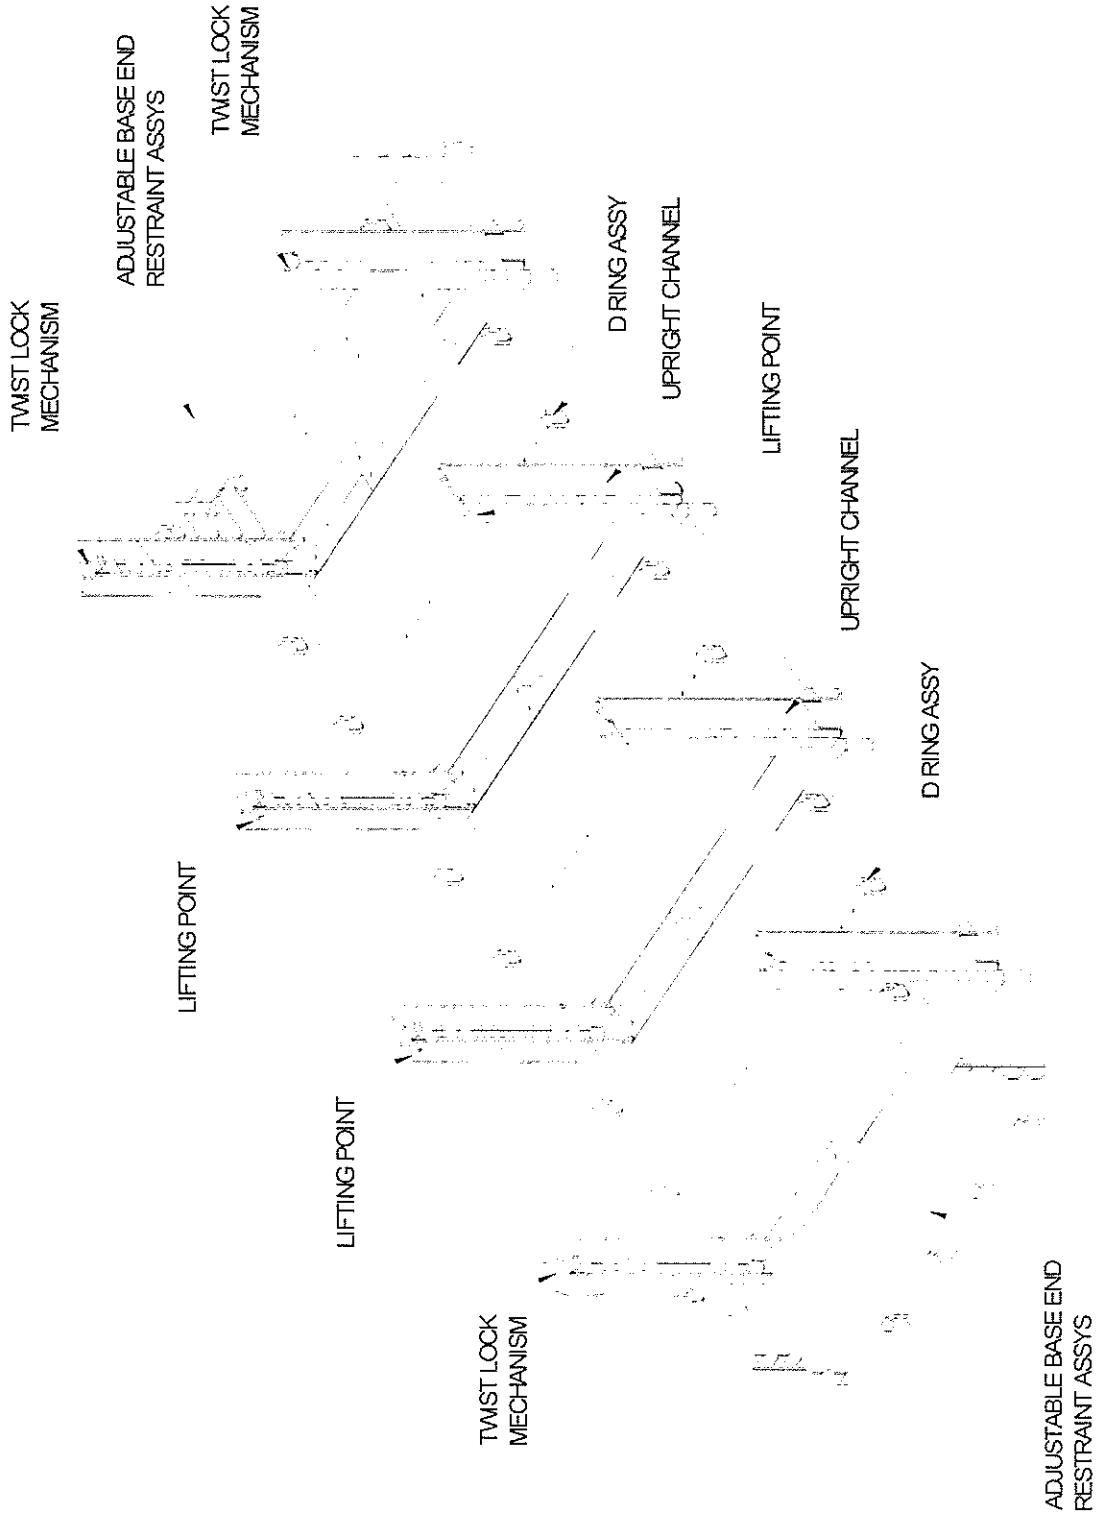 TWIST LOCK
MECHANISM
ADJUSTABLE BASE END
RESTRAINT ASSYS
TWIST LOCK
MECHANISM
D RING ASSY
UPRIGHT CHANNEL
LIFTING POINT
UPRIGHT CHANNEL
D RING ASSY
LIFTING POINT
LIFTING POINT
TWIST LOCK
MECHANISM
ADJUSTABLE BASE END
RESTRAINT ASSYS